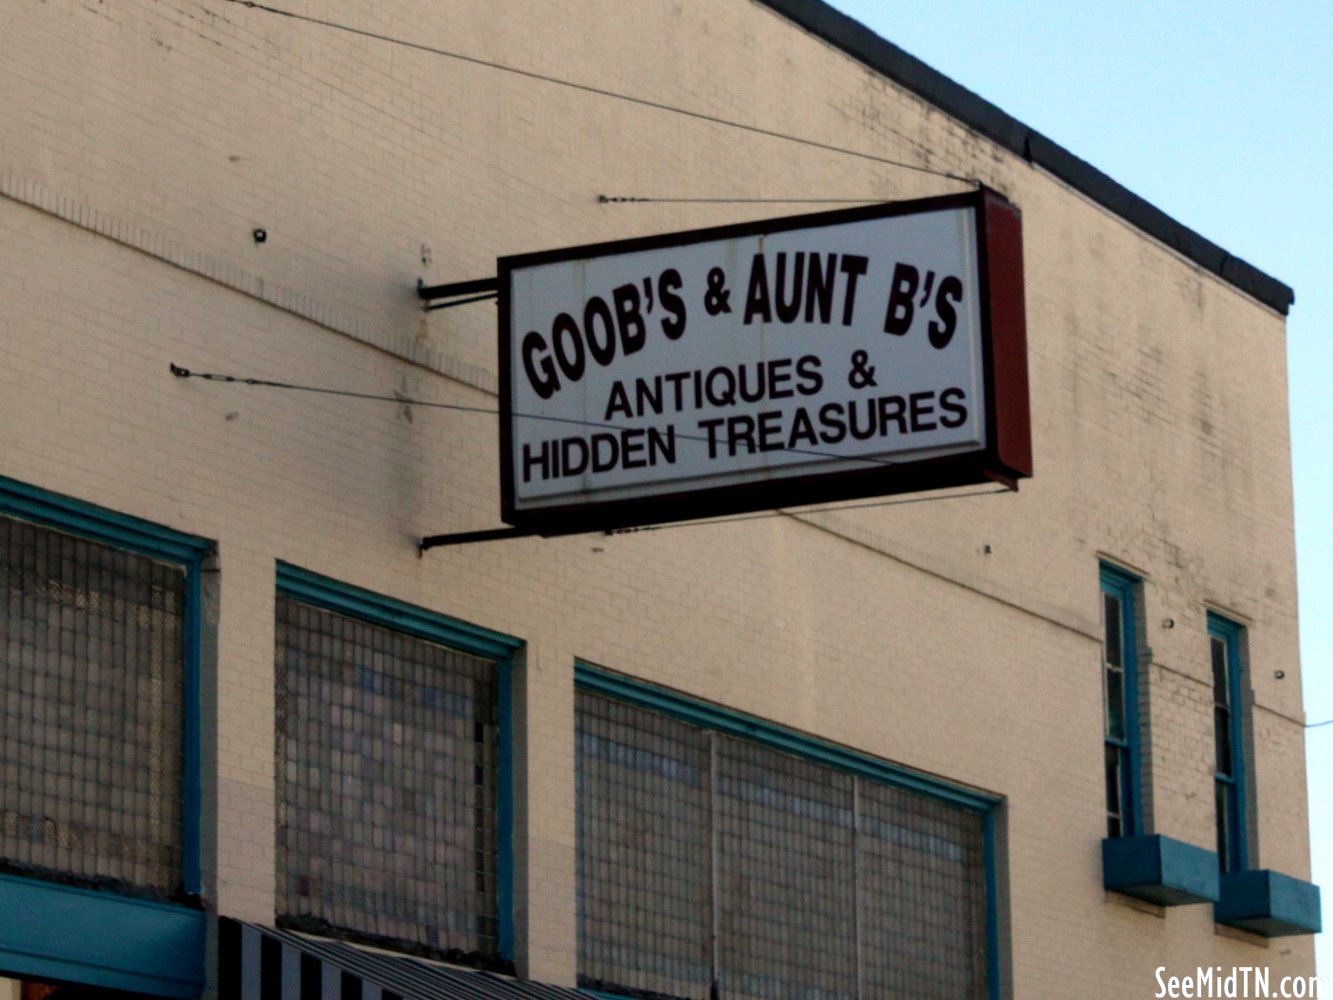 GOOB'S & AUNT B'S
ANTIQUES &
HIDDEN TREASURES
SeeMidTN.com